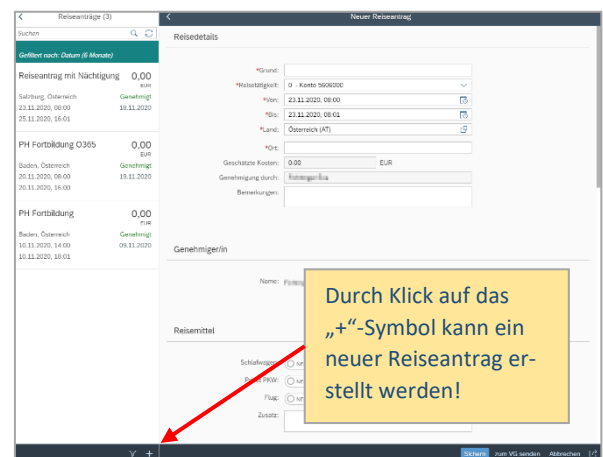 Reiseanträge (3)
Suchen
Gefiltert nach: Datum (6 Monate)
Reiseantrag mit Nächtigung 0,00
EUR
Salzburg, Österreich Genehmigt
23.11.2020, 00:00 19.11.2020
25.11.2020, 16:01
PH Fortbildung O365 0,00
EUR
Baden, Österreich Genehmigt
20.11.2020, 08:00 19.11.2020
20.11.2020, 16:00
PH Fortbildung 0,00
EUR
Baden, Österreich Genehmigt
10.11.2020, 14:00 09.11.2020
10.11.2020, 18:01
Neuer Reiseantrag
Reisedetails
*Grund:
*Reisetätigkeit: 0 - Konto 5606000
*Von: 23.11.2020, 08:00
*Bis: 23.11.2020, 08:01
*Land: Österreich (AT)
*Ort:
Geschätzte Kosten: 0.00 EUR
Genehmigung durch:
Bemerkungen:
Genehmiger/in
Name:
Reisemittel
Schlafwagen:
PKW:
Flug:
Zusatz:
Durch Klick auf das
„+“-Symbol kann ein
neuer Reiseantrag er-
stellt werden!
Sichern zum VG senden Abbrechen